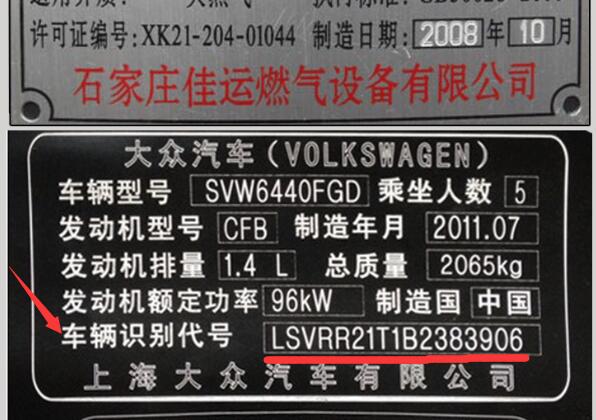 许可证编号:XK21-204-01044 制造日期:2008年10月
石家庄佳运燃气设备有限公司
大众汽车(VOLKSWAGEN)
车辆型号 SVW6440FGD 乘坐人数 5
发动机型号 CFB 制造年月 2011.07
发动机排量 1.4 L 总质量 2065kg
发动机额定功率 96kW 制造国 中国
车辆识别代号 LSVRR21T1B2383906
上海大众汽车有限公司